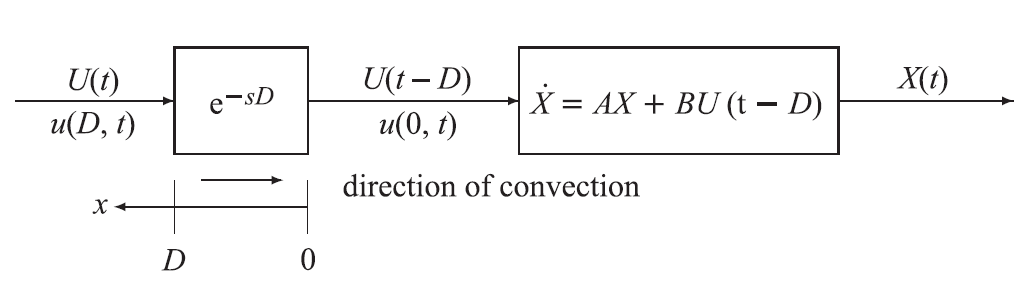 U(t) U(t – D) X(t)
e^{–sD} Ẋ = AX + BU (t – D)
u(D, t) u(0, t)
direction of convection
x
D 0